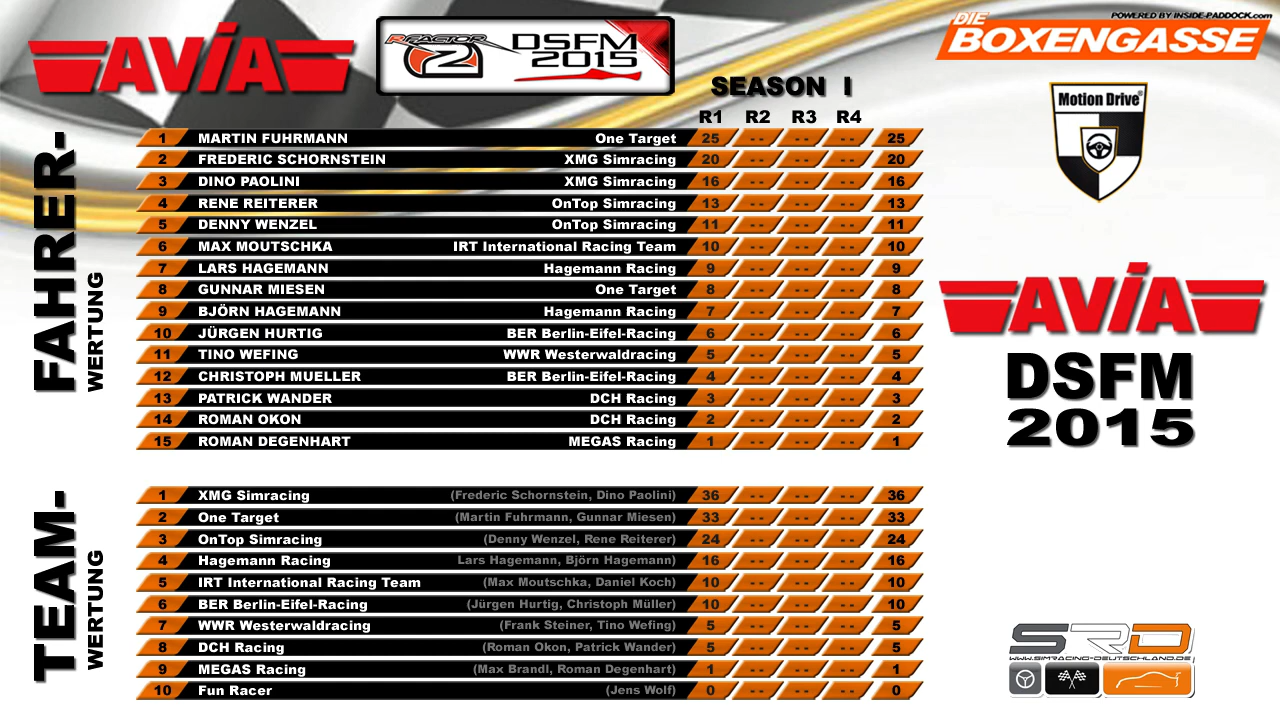 AVIA
RFACTOR 2
DSFM
2015
POWERED BY INSIDE-PADDOCK.com
DIE
BOXENGASSE
SEASON I
R1 R2 R3 R4
Motion Drive®
FAHRER-
WERTUNG
1 MARTIN FUHRMANN One Target 25 - - - - - - 25
2 FREDERIC SCHORNSTEIN XMG Simracing 20 - - - - - - 20
3 DINO PAOLINI XMG Simracing 16 - - - - - - 16
4 RENE REITERER OnTop Simracing 13 - - - - - - 13
5 DENNY WENZEL OnTop Simracing 11 - - - - - - 11
6 MAX MOUTSCHKA IRT International Racing Team 10 - - - - - - 10
7 LARS HAGEMANN Hagemann Racing 9 - - - - - - 9
8 GUNNAR MIESEN One Target 8 - - - - - - 8
9 BJÖRN HAGEMANN Hagemann Racing 7 - - - - - - 7
10 JÜRGEN HURTIG BER Berlin-Eifel-Racing 6 - - - - - - 6
11 TINO WEFING WWR Westerwaldracing 5 - - - - - - 5
12 CHRISTOPH MUELLER BER Berlin-Eifel-Racing 4 - - - - - - 4
13 PATRICK WANDER DCH Racing 3 - - - - - - 3
14 ROMAN OKON DCH Racing 2 - - - - - - 2
15 ROMAN DEGENHART MEGAS Racing 1 - - - - - - 1
AVIA
DSFM
2015
TEAM-
WERTUNG
1 XMG Simracing (Frederic Schornstein, Dino Paolini) 36 - - - - - - 36
2 One Target (Martin Fuhrmann, Gunnar Miesen) 33 - - - - - - 33
3 OnTop Simracing (Denny Wenzel, Rene Reiterer) 24 - - - - - - 24
4 Hagemann Racing Lars Hagemann, Björn Hagemann) 16 - - - - - - 16
5 IRT International Racing Team (Max Moutschka, Daniel Koch) 10 - - - - - - 10
6 BER Berlin-Eifel-Racing (Jürgen Hurtig, Christoph Müller) 10 - - - - - - 10
7 WWR Westerwaldracing (Frank Steiner, Tino Wefing) 5 - - - - - - 5
8 DCH Racing (Roman Okon, Patrick Wander) 5 - - - - - - 5
9 MEGAS Racing (Max Brandl, Roman Degenhart) 1 - - - - - - 1
10 Fun Racer (Jens Wolf) 0 - - - - - - 0
SRD
WWW.SIMRACING-DEUTSCHLAND.DE